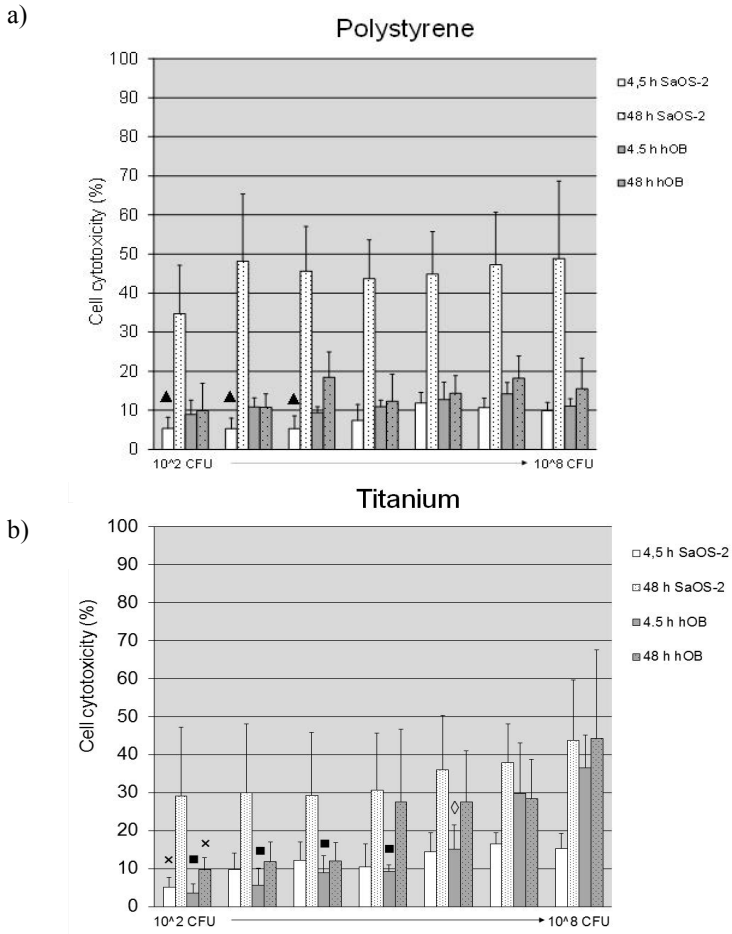 a)
Polystyrene
Cell cytotoxicity (%)
100
90
80
70
60
50
40
30
20
10
0
10^2 CFU
10^8 CFU
4,5 h SaOS-2
48 h SaOS-2
4.5 h hOB
48 h hOB
b)
Titanium
Cell cytotoxicity (%)
100
90
80
70
60
50
40
30
20
10
0
10^2 CFU
10^8 CFU
4,5 h SaOS-2
48 h SaOS-2
4.5 h hOB
48 h hOB